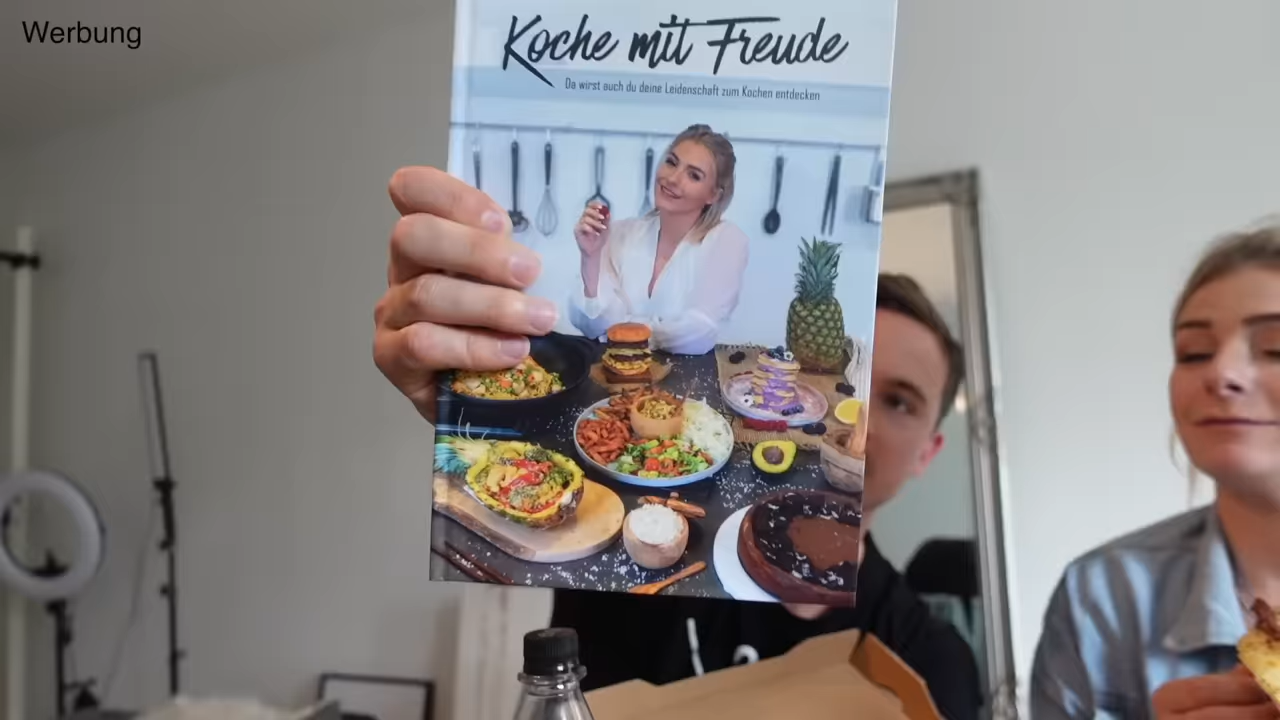 Werbung
Koche mit Freude
Da wirst auch du deine Leidenschaft zum Kochen entdecken